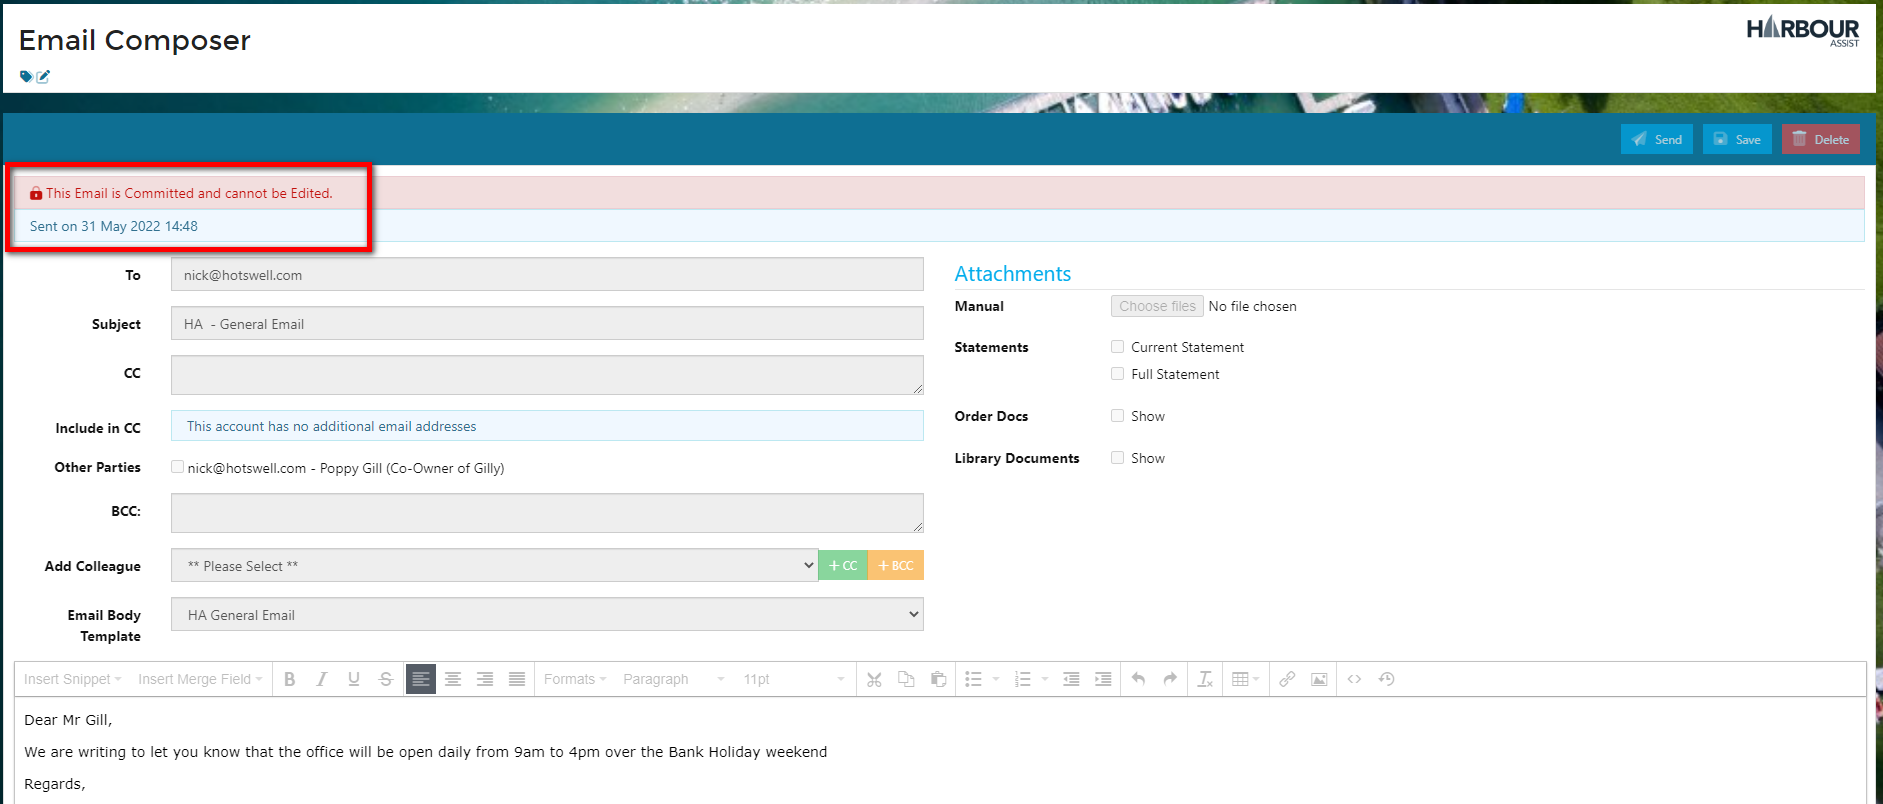 Email Composer
HARBOUR
ASSIST
Send
Save
Delete
This Email is Committed and cannot be Edited.
Sent on 31 May 2022 14:48
To
nick@hotswell.com
Subject
HA  - General Email
CC
Include in CC
This account has no additional email addresses
Other Parties
nick@hotswell.com - Poppy Gill (Co-Owner of Gilly)
BCC:
Add Colleague
** Please Select **
+ CC
+ BCC
Email Body
Template
HA General Email
Attachments
Manual
Choose files No file chosen
Statements
Current Statement
Full Statement
Order Docs
Show
Library Documents
Show
Insert Snippet Insert Merge Field B I U S Formats Paragraph 11pt
Dear Mr Gill,
We are writing to let you know that the office will be open daily from 9am to 4pm over the Bank Holiday weekend
Regards,